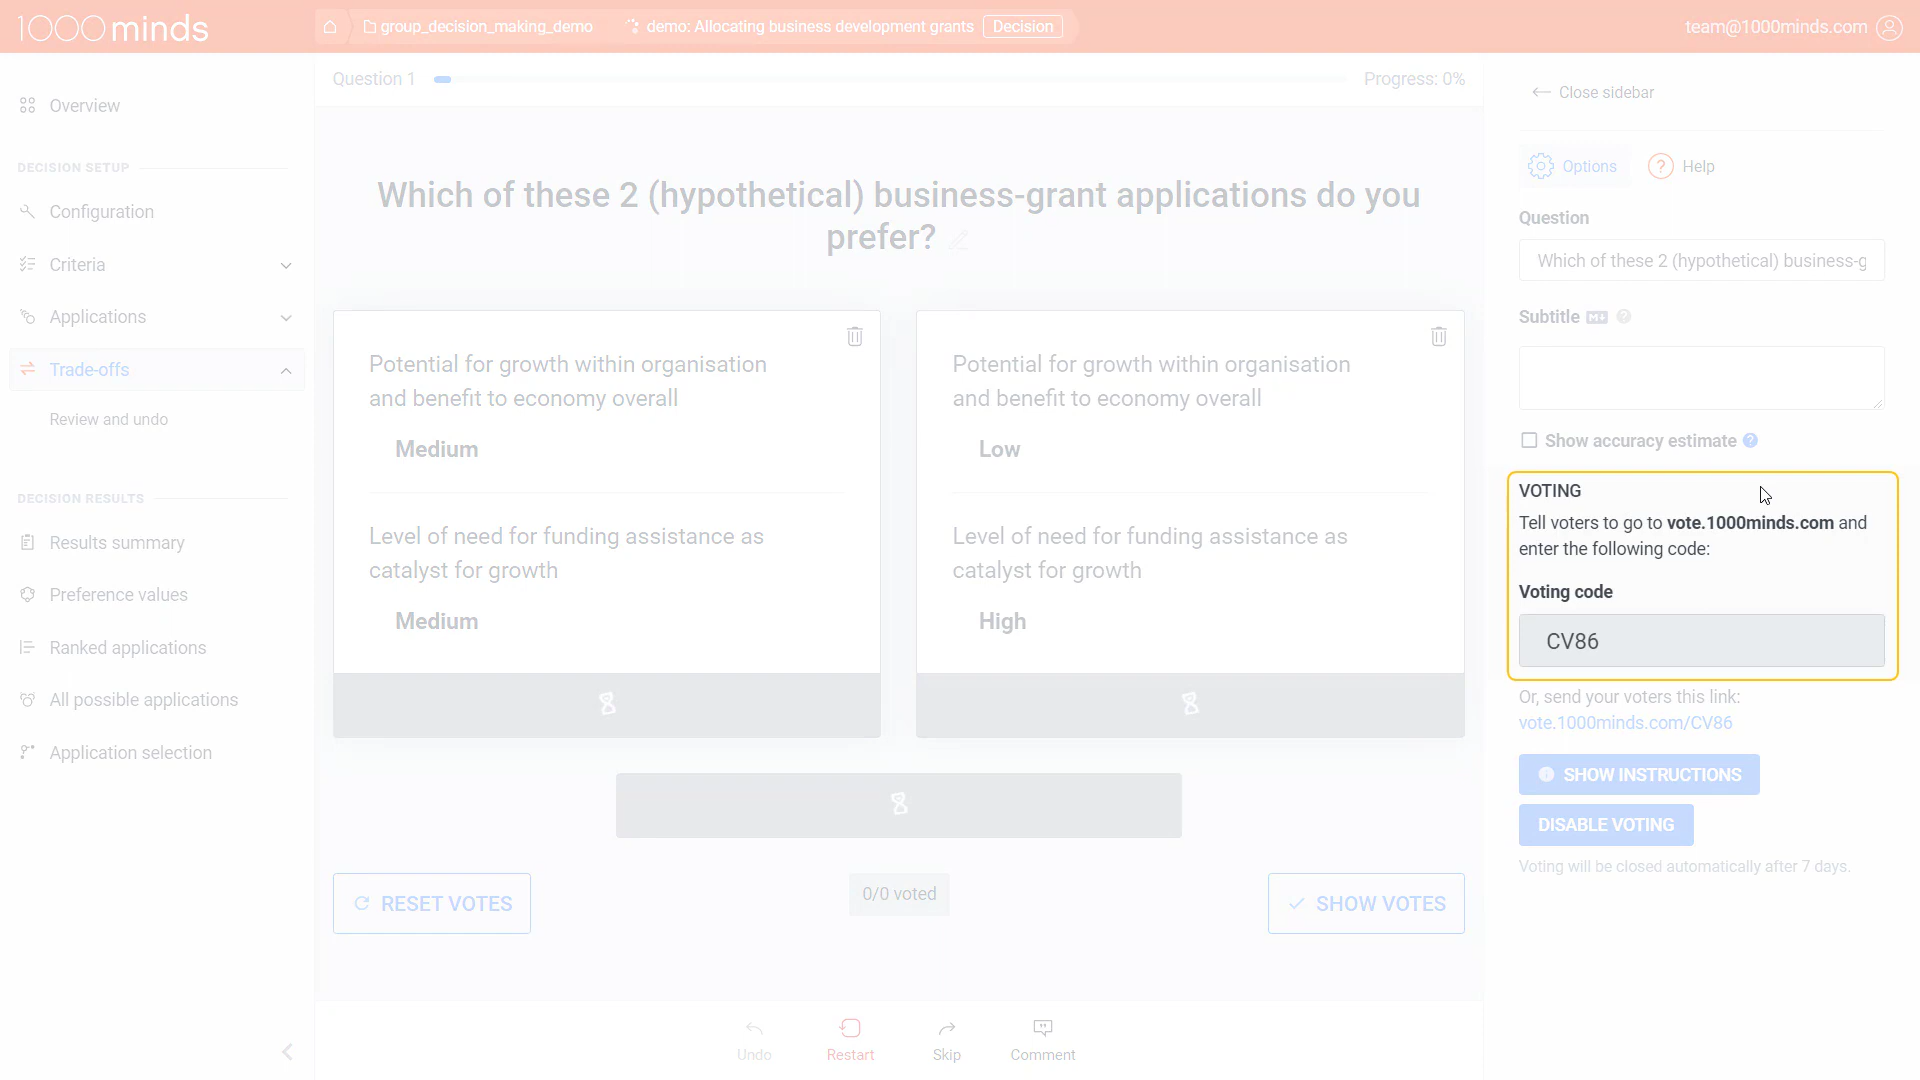 1000minds
group_decision_making_demo
demo: Allocating business development grants
Decision
team@1000minds.com
Overview
DECISION SETUP
Configuration
Criteria
Applications
Trade-offs
Review and undo
DECISION RESULTS
Results summary
Preference values
Ranked applications
All possible applications
Application selection
Question 1
Progress: 0%
Which of these 2 (hypothetical) business-grant applications do you
prefer?
Potential for growth within organisation
and benefit to economy overall
Medium
Level of need for funding assistance as
catalyst for growth
Medium
Potential for growth within organisation
and benefit to economy overall
Low
Level of need for funding assistance as
catalyst for growth
High
RESET VOTES
0/0 voted
SHOW VOTES
Undo
Restart
Skip
Comment
Close sidebar
Options
? Help
Question
Which of these 2 (hypothetical) business-g
Subtitle M ?
Show accuracy estimate ?
VOTING
Tell voters to go to vote.1000minds.com and
enter the following code:
Voting code
CV86
Or, send your voters this link:
vote.1000minds.com/CV86
SHOW INSTRUCTIONS
DISABLE VOTING
Voting will be closed automatically after 7 days.